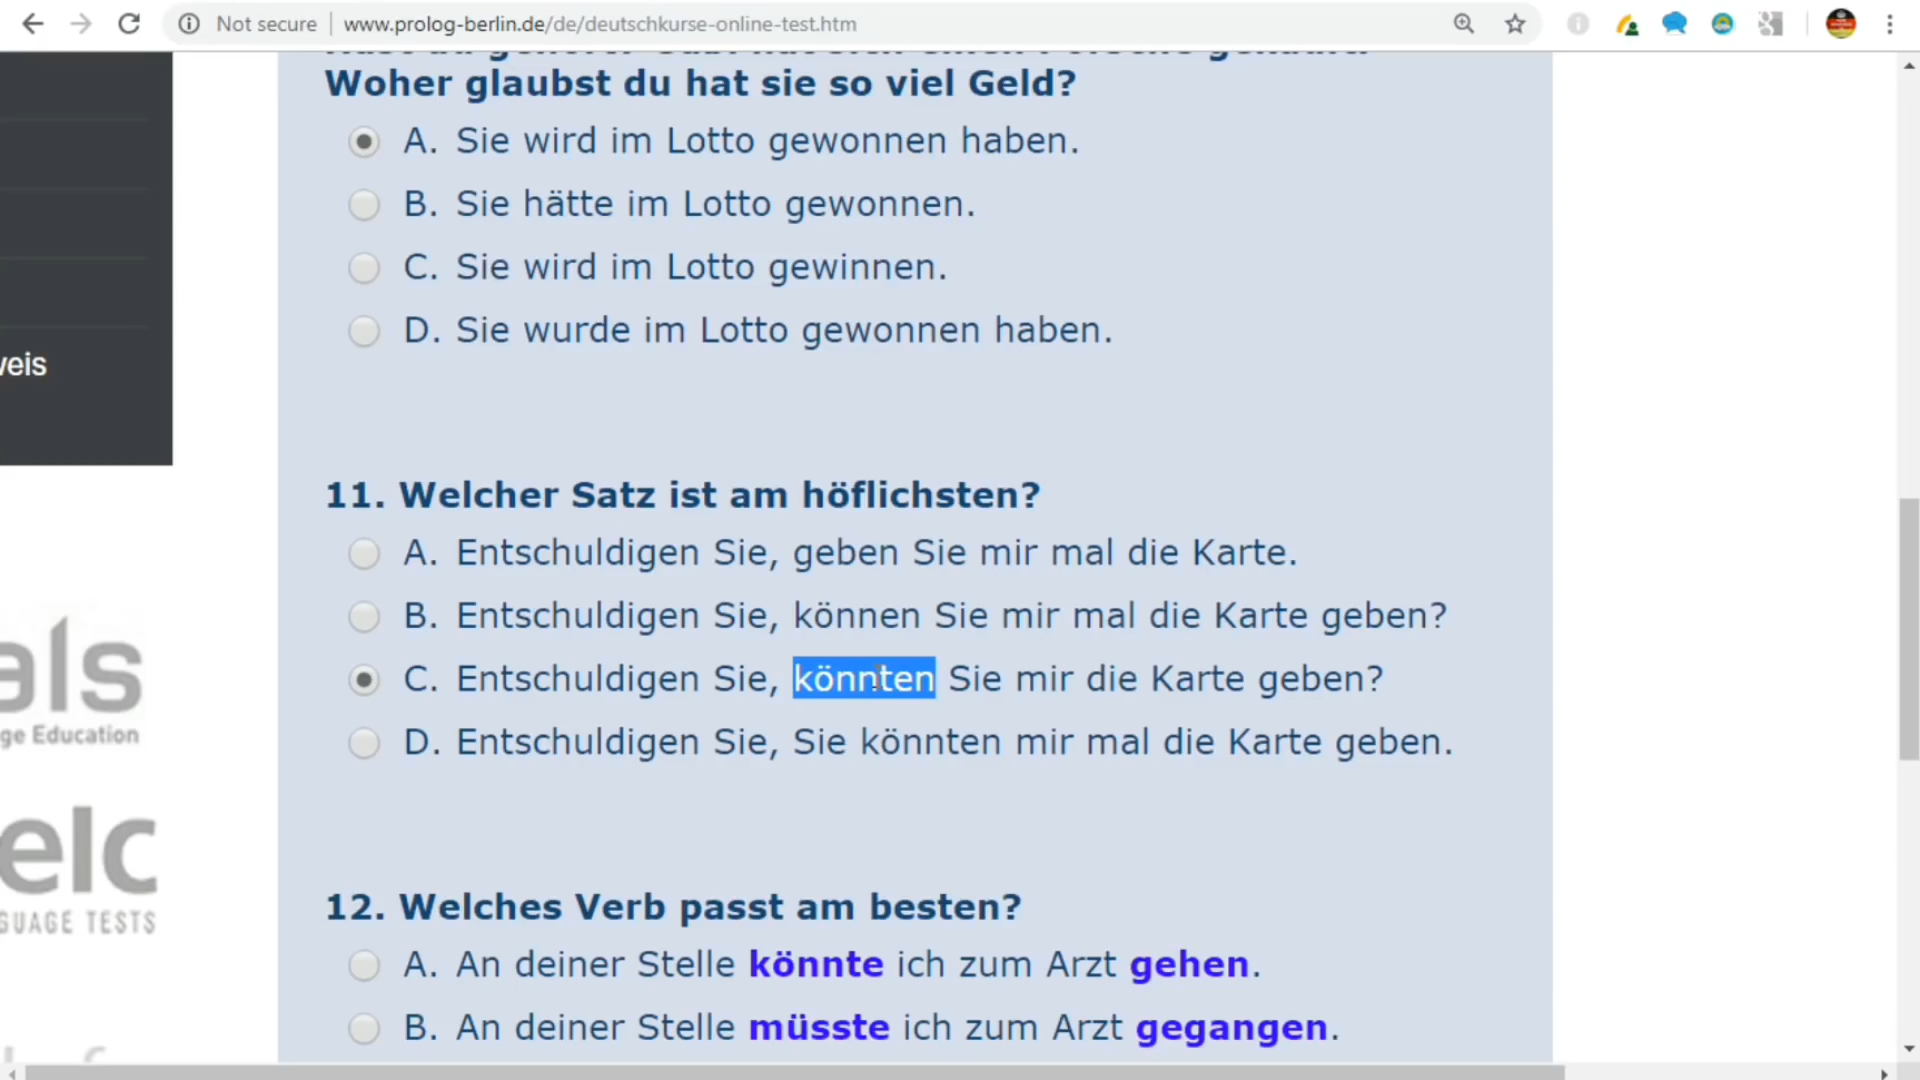 Not secure
www.prolog-berlin.de/de/deutschkurse-online-test.htm
Woher glaubst du hat sie so viel Geld?
A. Sie wird im Lotto gewonnen haben.
B. Sie hätte im Lotto gewonnen.
C. Sie wird im Lotto gewinnen.
D. Sie wurde im Lotto gewonnen haben.
11. Welcher Satz ist am höflichsten?
A. Entschuldigen Sie, geben Sie mir mal die Karte.
B. Entschuldigen Sie, können Sie mir mal die Karte geben?
C. Entschuldigen Sie, könnten Sie mir die Karte geben?
D. Entschuldigen Sie, Sie könnten mir mal die Karte geben.
12. Welches Verb passt am besten?
A. An deiner Stelle könnte ich zum Arzt gehen.
B. An deiner Stelle müsste ich zum Arzt gegangen.
weis
als
ge Education
elc
GUAGE TESTS